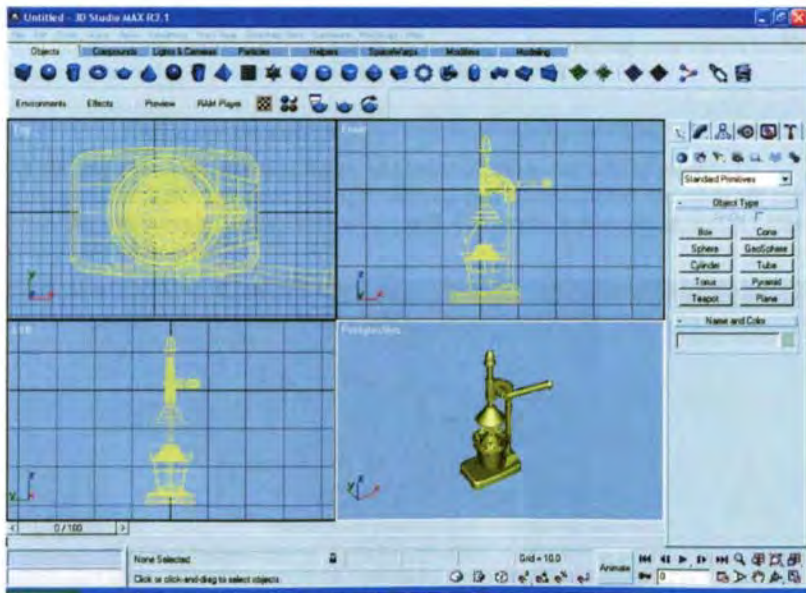 Untitled - 3D Studio MAX R3.1
Objects Compounds Lights & Cameras Particles Helpers SpaceWarps Modifiers Modeling
Environments Effects Preview RAM Player
Top
Front
Left
Perspective
Standard Primitives
- Object Type
Box Cone
Sphere GeoSphere
Cylinder Tube
Torus Pyramid
Teapot Plane
- Name and Color
< 0 / 100 >
None Selected
Grid = 10.0
Animate
Click or click-and-drag to select objects
0
y
x
z
x
z
y
z
y x